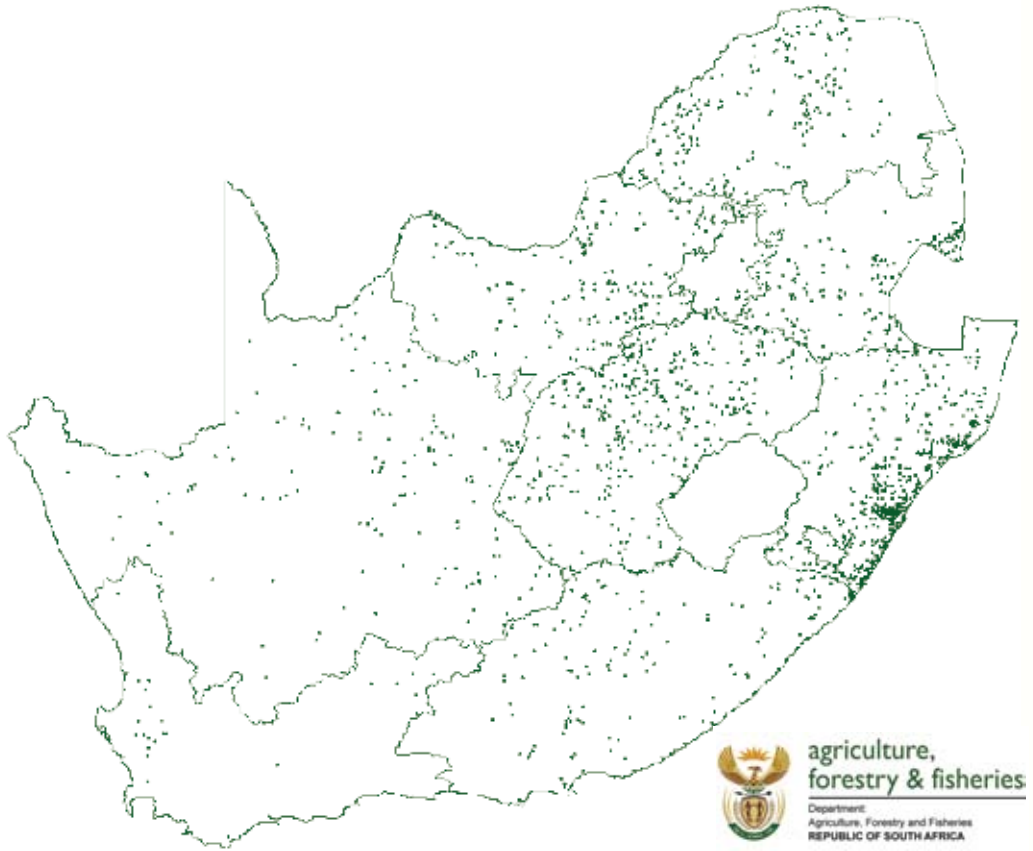 agriculture,
forestry & fisheries
Department:
Agriculture, Forestry and Fisheries
REPUBLIC OF SOUTH AFRICA